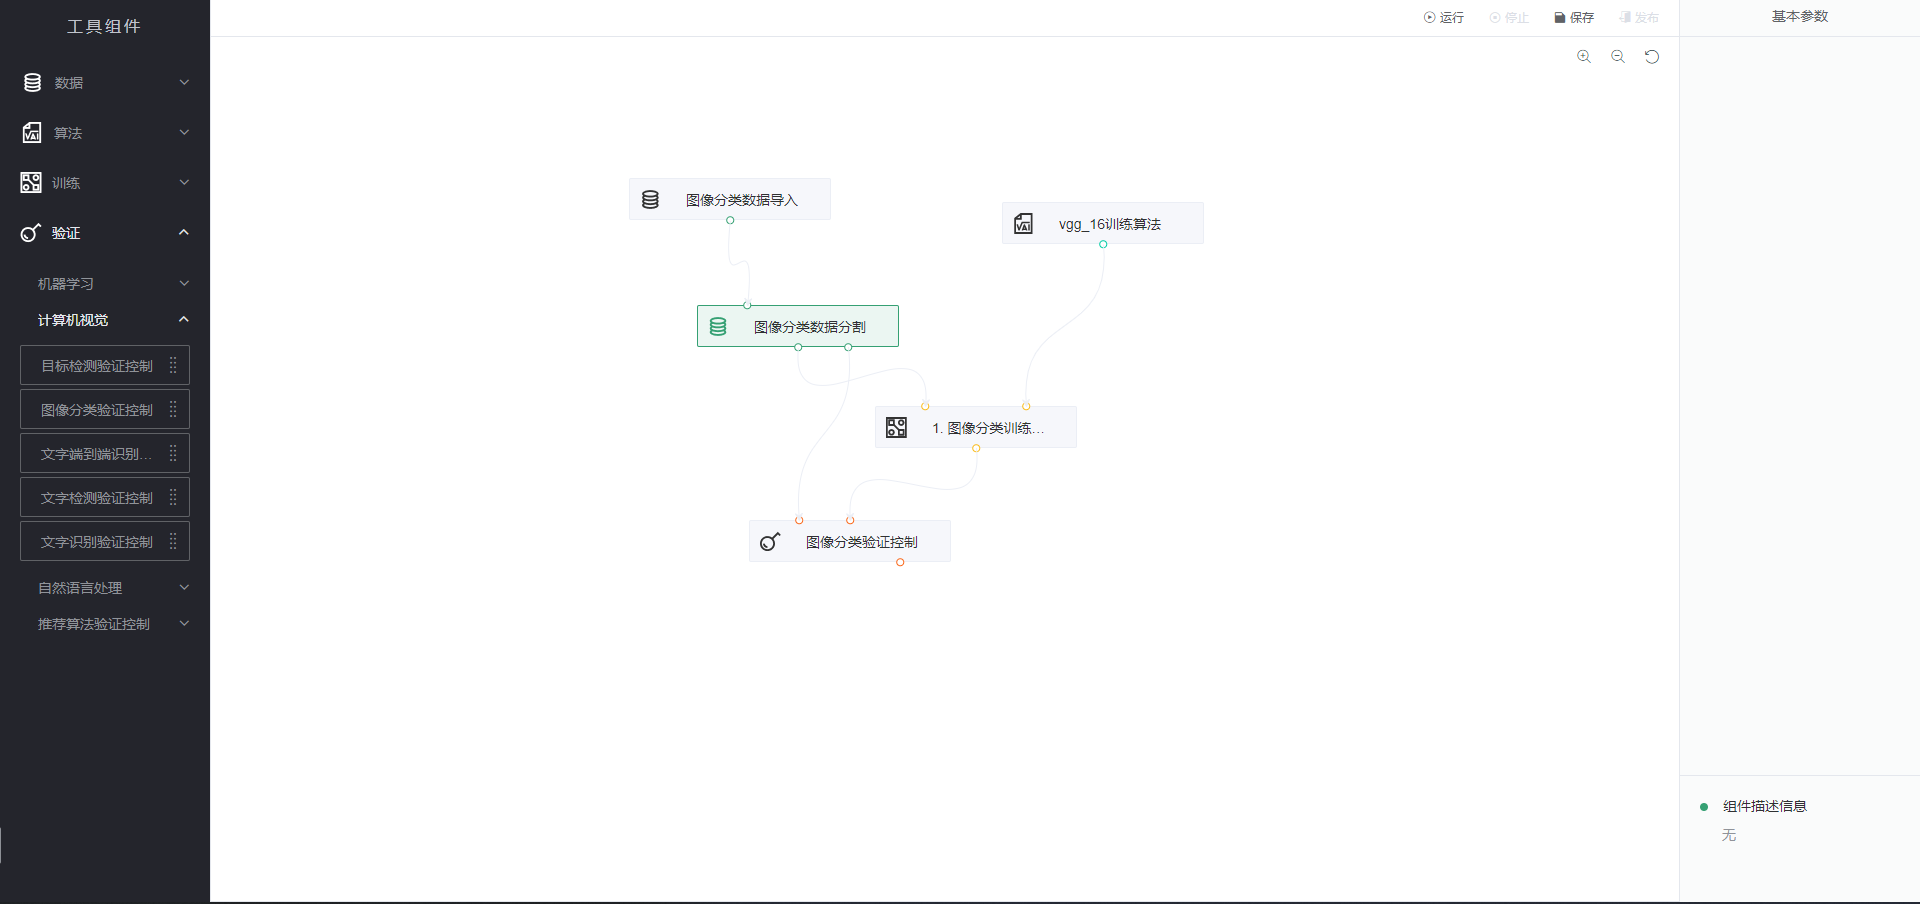 工具组件
数据
算法
训练
验证
机器学习
计算机视觉
目标检测验证控制
图像分类验证控制
文字端到端识别...
文字检测验证控制
文字识别验证控制
自然语言处理
推荐算法验证控制
运行 停止 保存 发布
图像分类数据导入
VAI vgg_16训练算法
图像分类数据分割
1. 图像分类训练...
图像分类验证控制
基本参数
组件描述信息
无